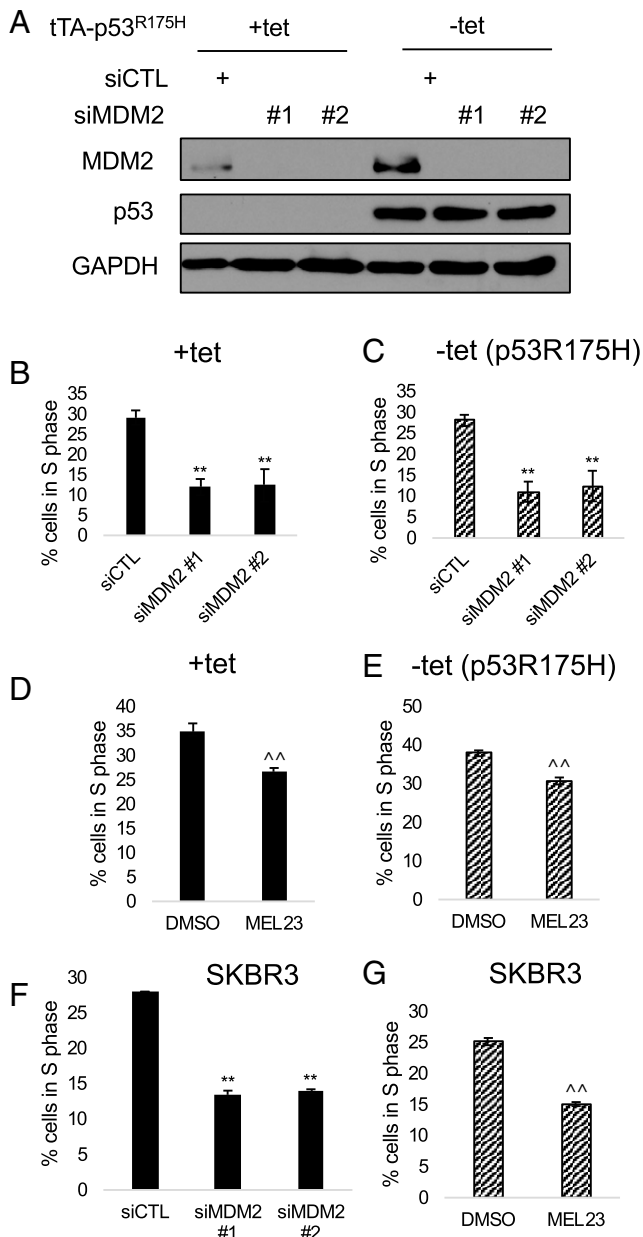 A
tTA-p53R175H +tet -tet
siCTL + +
siMDM2 #1 #2 #1 #2
MDM2
p53
GAPDH
B
+tet
% cells in S phase
35
30
25
20
15
10
5
0
** **
siCTL siMDM2 #1 siMDM2 #2
C
-tet (p53R175H)
% cells in S phase
35
30
25
20
15
10
5
0
** **
siCTL siMDM2 #1 siMDM2 #2
D
+tet
% cells in S phase
40
35
30
25
20
15
10
5
0
^^
DMSO MEL23
E
-tet (p53R175H)
% cells in S phase
50
40
30
20
10
0
^^
DMSO MEL23
F
SKBR3
% cells in S phase
30
25
20
15
10
5
0
** **
siCTL siMDM2 siMDM2
#1 #2
G
SKBR3
% cells in S phase
30
25
20
15
10
5
0
^^
DMSO MEL23